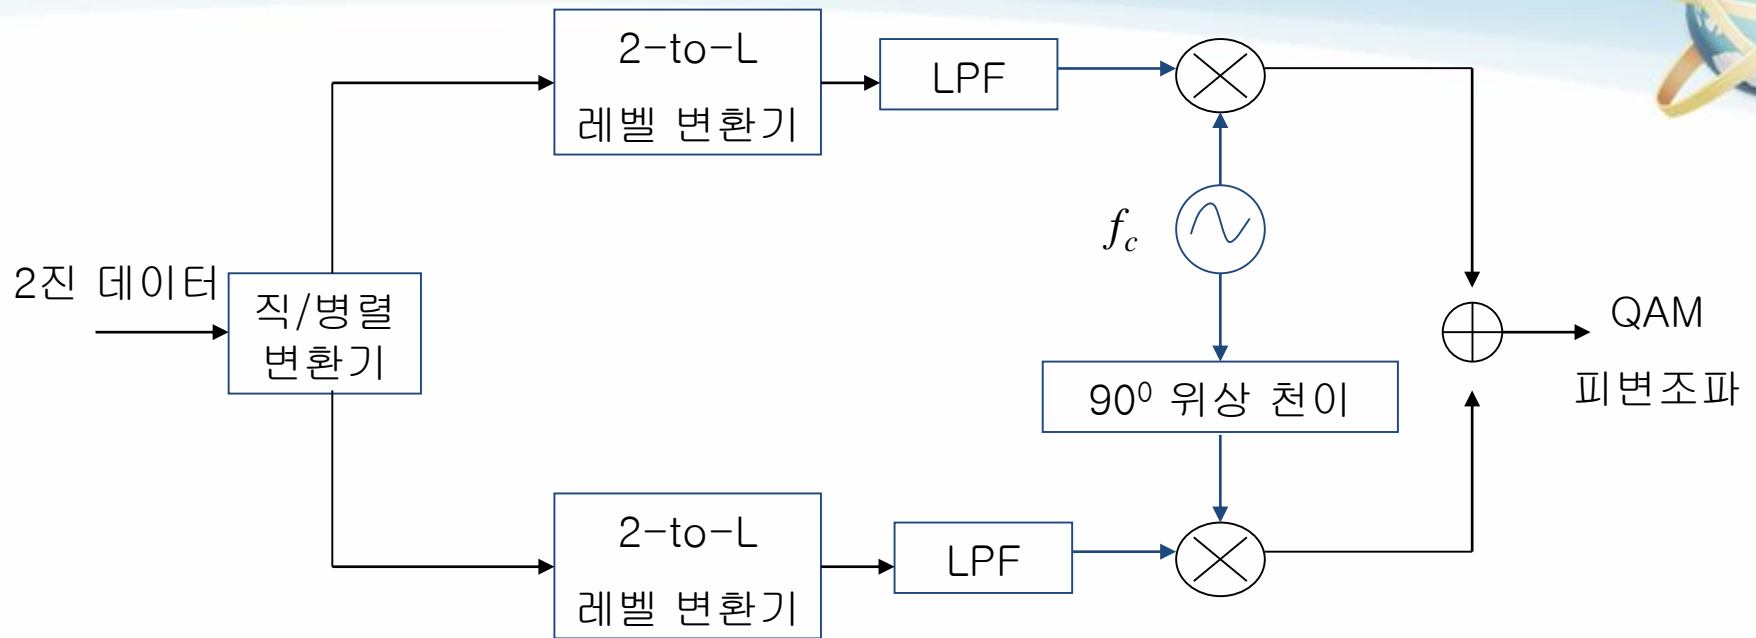 2-to-L
레벨 변환기
LPF
f_c
2진 데이터
직/병렬
변환기
90⁰ 위상 천이
QAM
피변조파
2-to-L
레벨 변환기
LPF